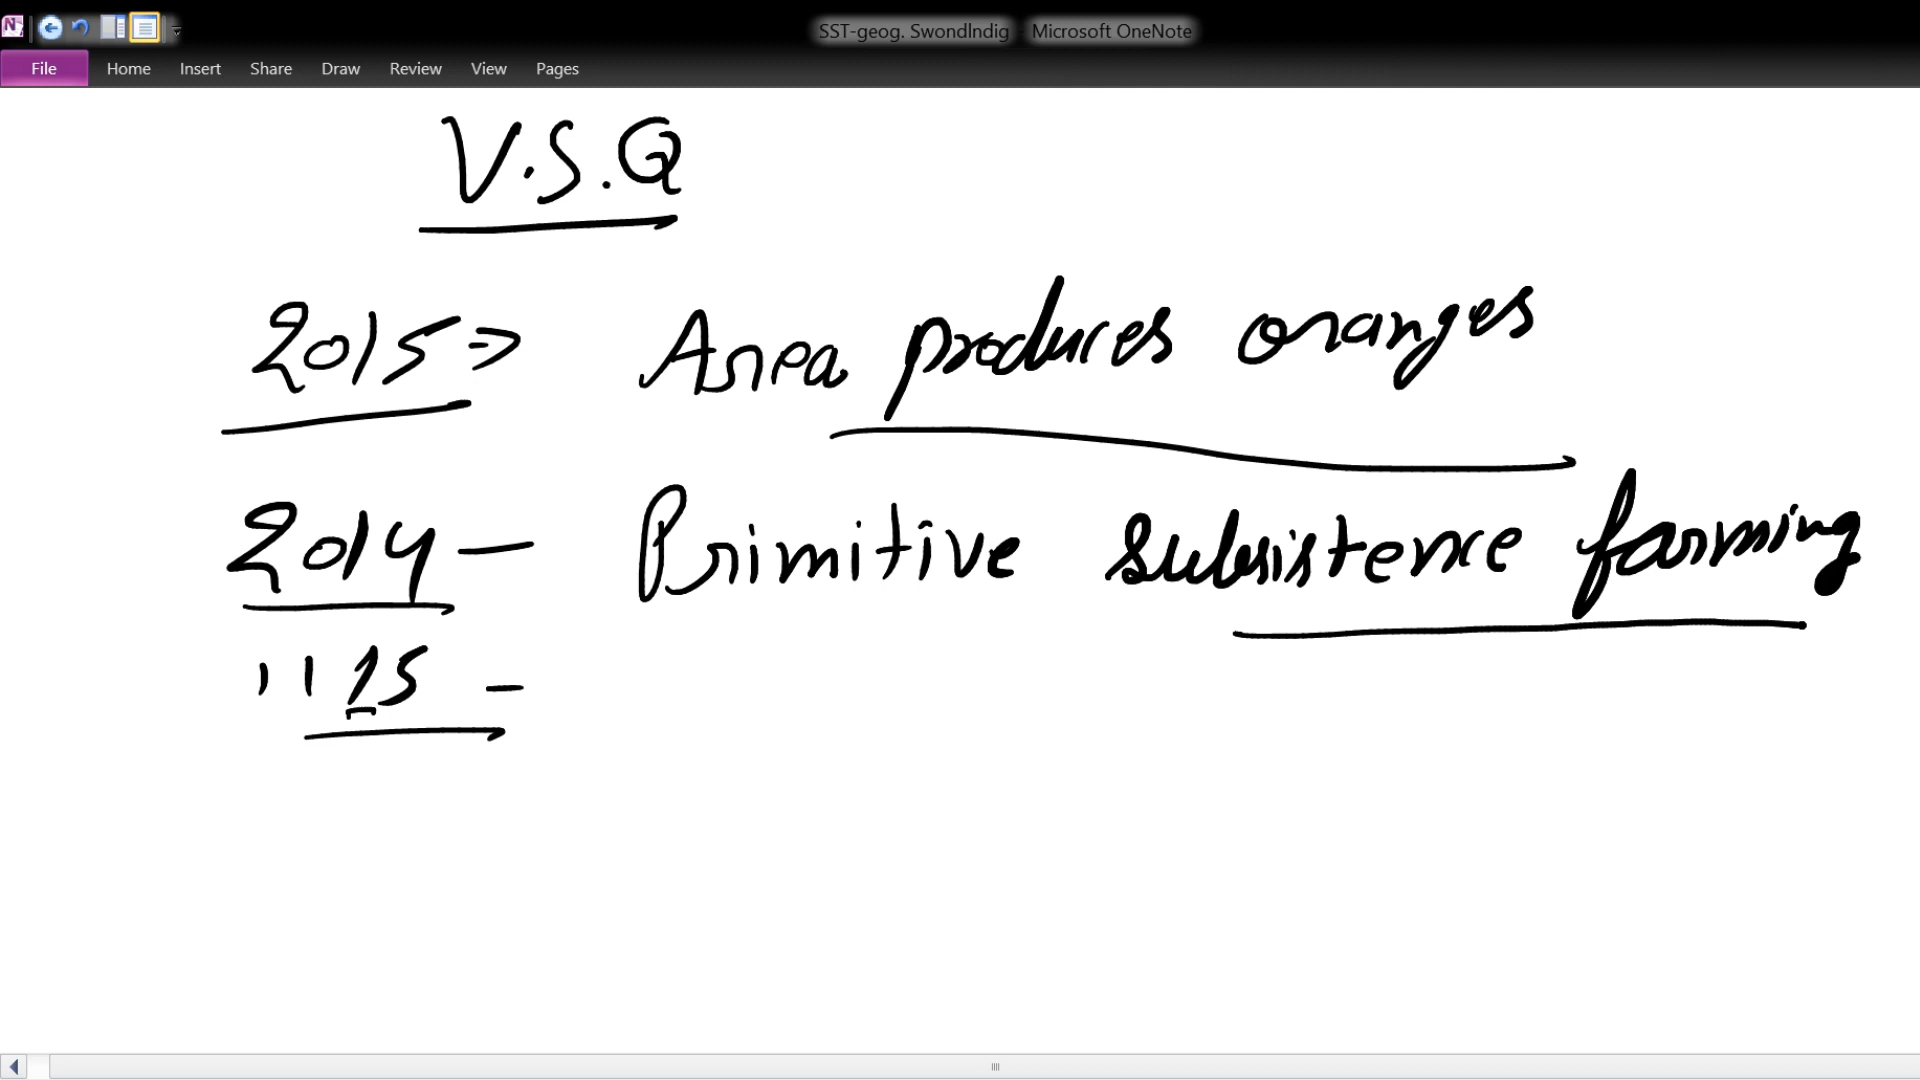 SST-geog. SwondIndig - Microsoft OneNote
File Home Insert Share Draw Review View Pages
V.S.Q
2015 => Area produces oranges
2014 — Primitive subsistence farming
'' 15 -